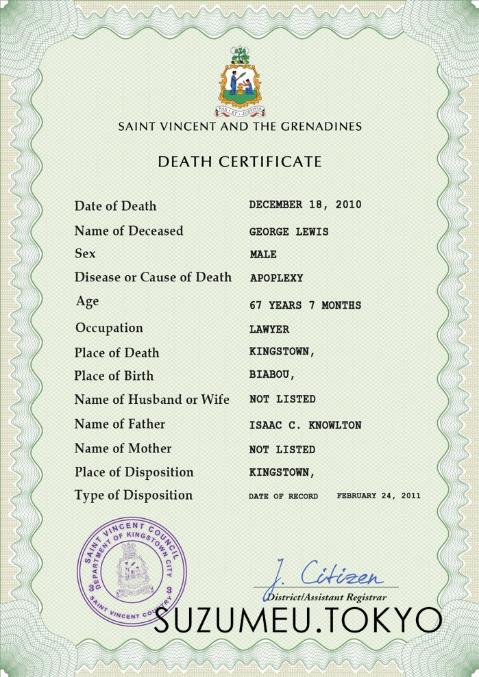 SAINT VINCENT AND THE GRENADINES
DEATH CERTIFICATE
Date of Death DECEMBER 18, 2010
Name of Deceased GEORGE LEWIS
Sex MALE
Disease or Cause of Death APOPLEXY
Age 67 YEARS 7 MONTHS
Occupation LAWYER
Place of Death KINGSTOWN,
Place of Birth BIABOU,
Name of Husband or Wife NOT LISTED
Name of Father ISAAC C. KNOWLTON
Name of Mother NOT LISTED
Place of Disposition KINGSTOWN,
Type of Disposition DATE OF RECORD FEBRUARY 24, 2011
SAINT VINCENT COUNCIL
DEPARTMENT OF KINGSTOWN CITY
SAINT VINCENT
J. Citizen
District/Assistant Registrar
SUZUMEU.TOKYO